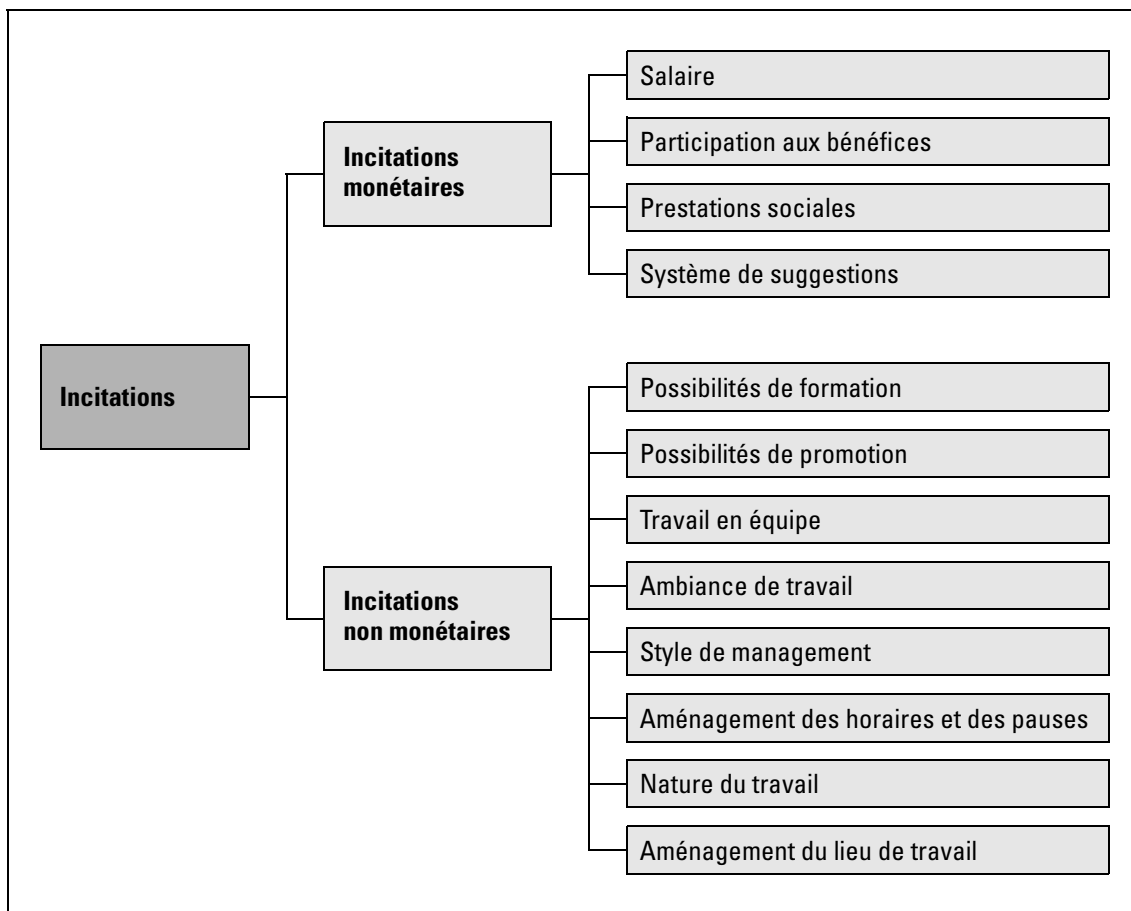 Incitations
Incitations
monétaires
Salaire
Participation aux bénéfices
Prestations sociales
Système de suggestions
Incitations
non monétaires
Possibilités de formation
Possibilités de promotion
Travail en équipe
Ambiance de travail
Style de management
Aménagement des horaires et des pauses
Nature du travail
Aménagement du lieu de travail